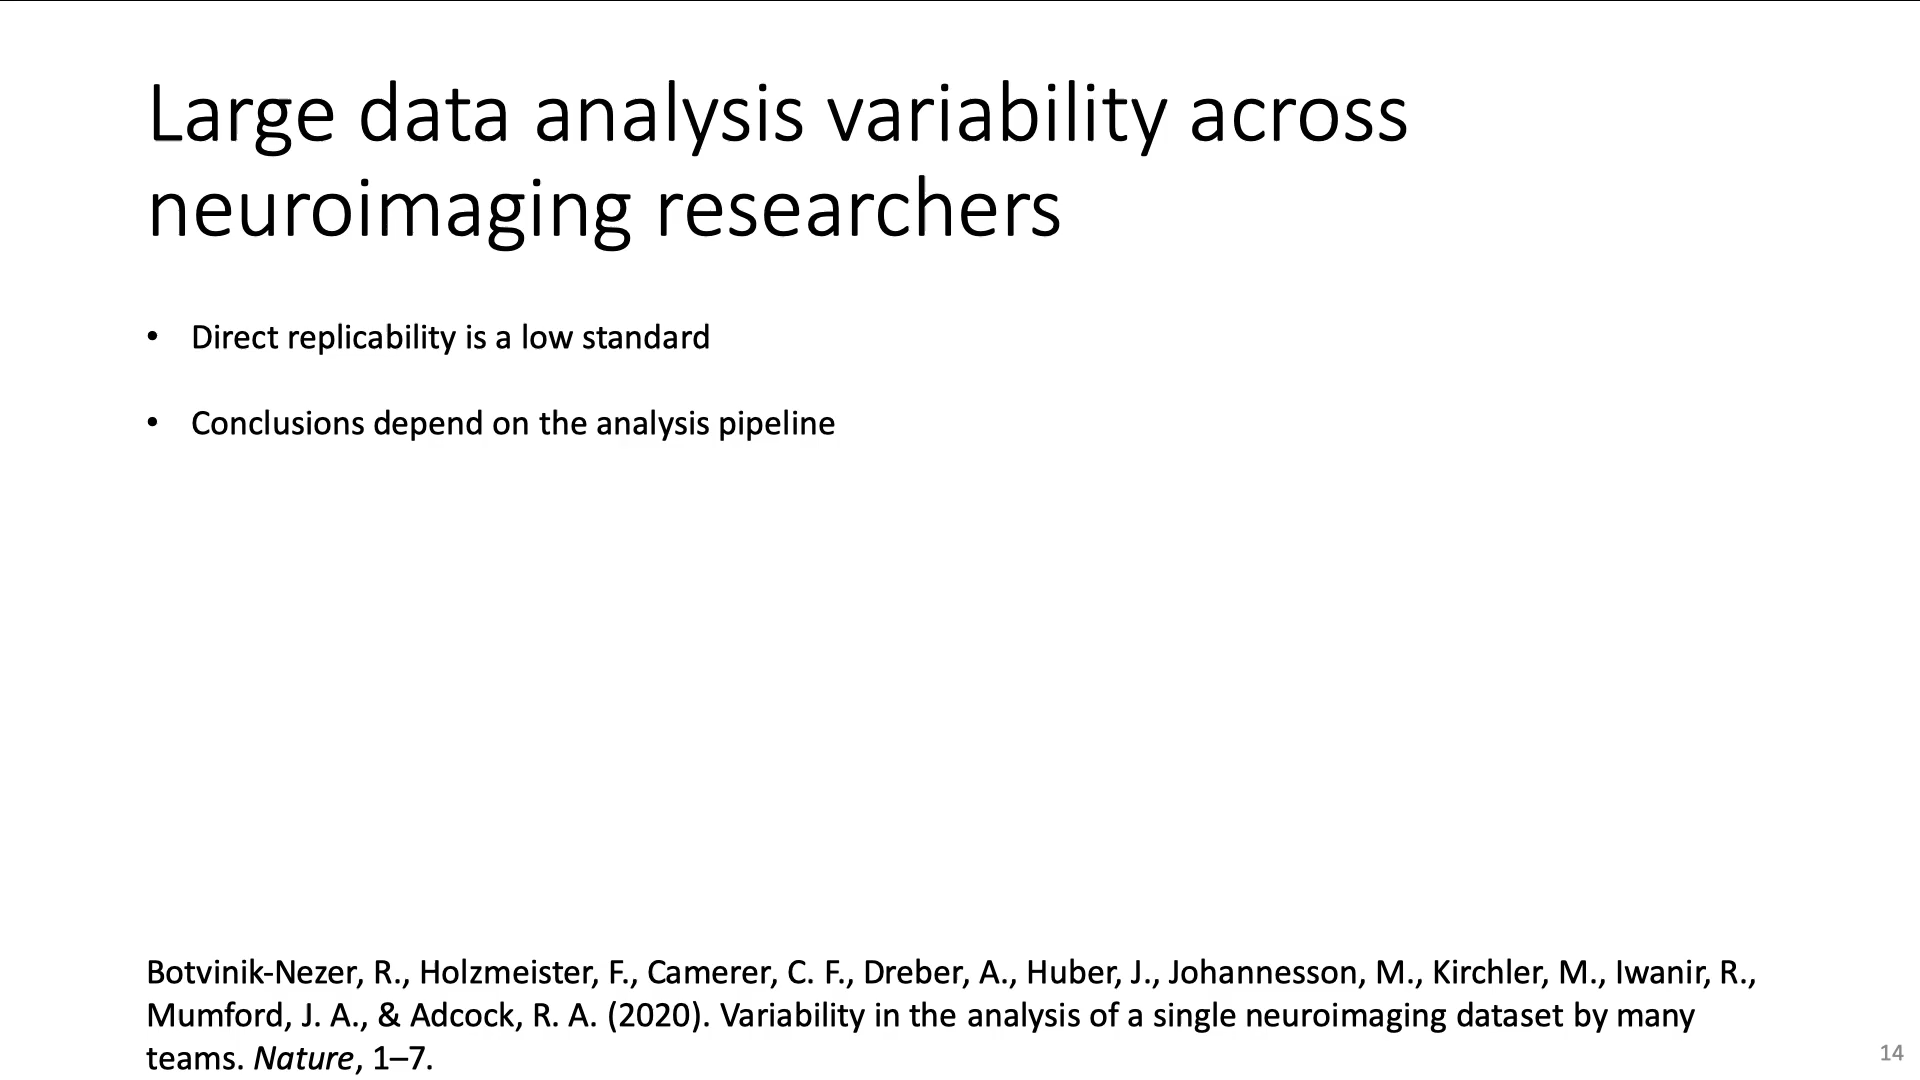 Large data analysis variability across
neuroimaging researchers
• Direct replicability is a low standard
• Conclusions depend on the analysis pipeline
Botvinik-Nezer, R., Holzmeister, F., Camerer, C. F., Dreber, A., Huber, J., Johannesson, M., Kirchler, M., Iwanir, R.,
Mumford, J. A., & Adcock, R. A. (2020). Variability in the analysis of a single neuroimaging dataset by many
teams. Nature, 1–7.
14